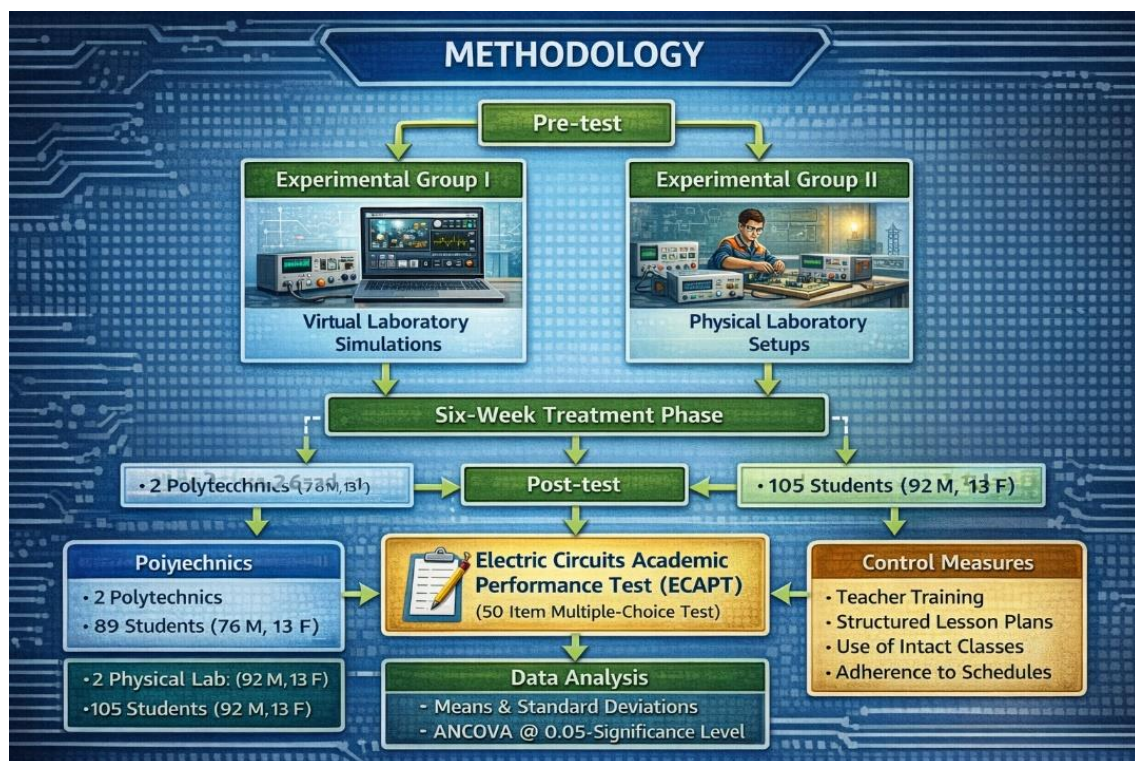 METHODOLOGY
Pre-test
Experimental Group I
Virtual Laboratory
Simulations
Experimental Group II
Physical Laboratory
Setups
Six-Week Treatment Phase
• 2 Polytecchnics
Post-test
• 105 Students (92 M, 13 F)
Poiytechnics
• 2 Polytechnics
• 89 Students (76 M, 13 F)
• 2 Physical Lab: (92 M, 13 F)
• 105 Students (92 M, 13 F)
Electric Circuits Academic
Performance Test (ECAPT)
(50 Item Multiple-Choice Test)
Control Measures
• Teacher Training
• Structured Lesson Plans
• Use of Intact Classes
• Adherence to Schedules
Data Analysis
- Means & Standard Deviations
- ANCOVA @ 0.05-Significance Level